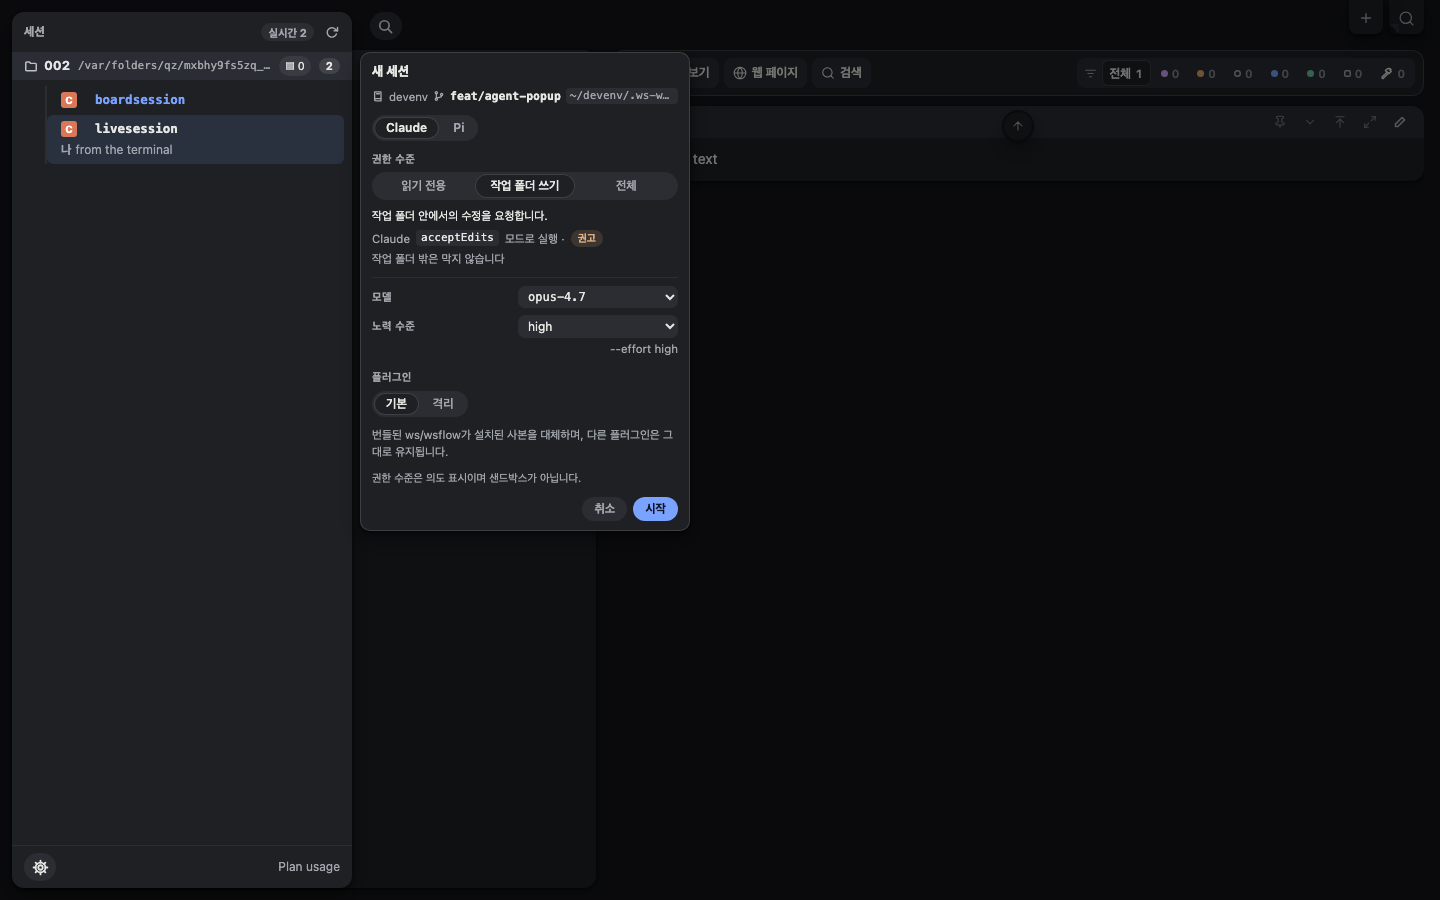 세션
실시간 2
002 /var/folders/qz/mxbhy9fs5zq_… 0 2
C boardsession
C livesession
나 from the terminal
Plan usage
새 세션
devenv feat/agent-popup ~/devenv/.ws-w…
Claude Pi
권한 수준
읽기 전용 작업 폴더 쓰기 전체
작업 폴더 안에서의 수정을 요청합니다.
Claude acceptEdits 모드로 실행 · 권고
작업 폴더 밖은 막지 않습니다
모델 opus-4.7
노력 수준 high
--effort high
플러그인
기본 격리
번들된 ws/wsflow가 설치된 사본을 대체하며, 다른 플러그인은 그
대로 유지됩니다.
권한 수준은 의도 표시이며 샌드박스가 아닙니다.
취소 시작
보기 웹 페이지 검색
전체 1 0 0 0 0 0 0 0
text